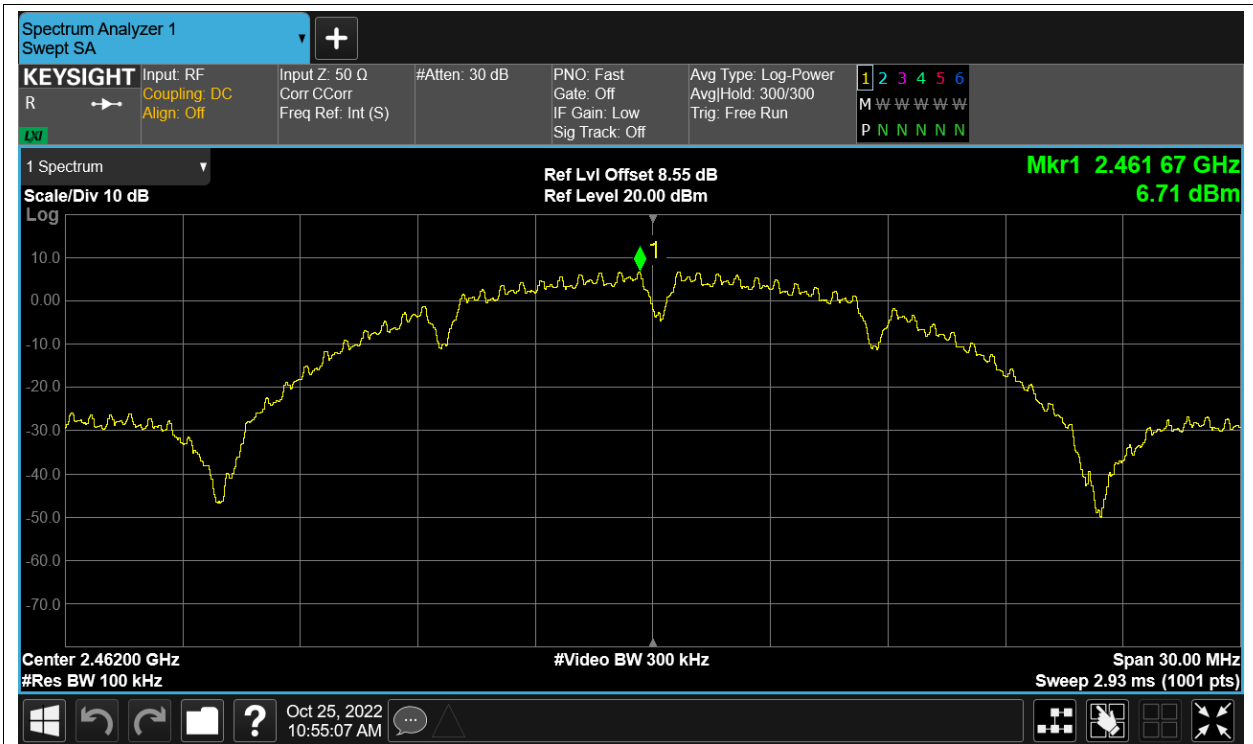 Spectrum Analyzer 1
Swept SA
KEYSIGHT
R
LXI
Input: RF
Coupling: DC
Align: Off
Input Z: 50 Ω
Corr CCorr
Freq Ref: Int (S)
#Atten: 30 dB
PNO: Fast
Gate: Off
IF Gain: Low
Sig Track: Off
Avg Type: Log-Power
Avg|Hold: 300/300
Trig: Free Run
1 2 3 4 5 6
M W W W W W
P N N N N N
1 Spectrum
Scale/Div 10 dB
Log
Ref Lvl Offset 8.55 dB
Ref Level 20.00 dBm
Mkr1 2.461 67 GHz
6.71 dBm
1
10.0
0.00
-10.0
-20.0
-30.0
-40.0
-50.0
-60.0
-70.0
Center 2.46200 GHz
#Video BW 300 kHz
Span 30.00 MHz
#Res BW 100 kHz
Sweep 2.93 ms (1001 pts)
?
Oct 25, 2022
10:55:07 AM